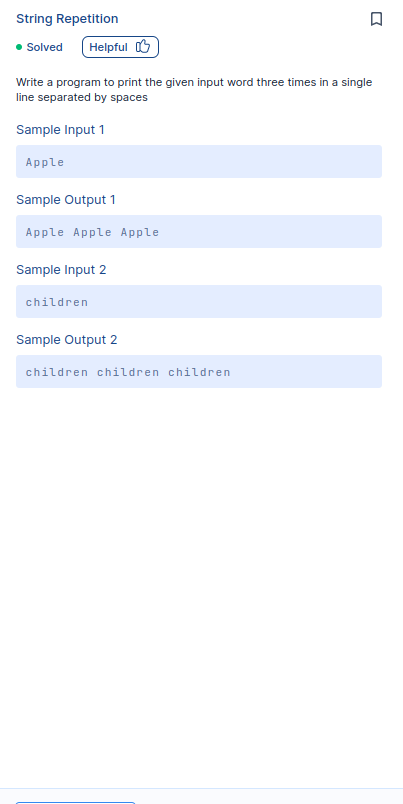 String Repetition
Solved
Helpful
Write a program to print the given input word three times in a single
line separated by spaces
Sample Input 1
Apple
Sample Output 1
Apple Apple Apple
Sample Input 2
children
Sample Output 2
children children children